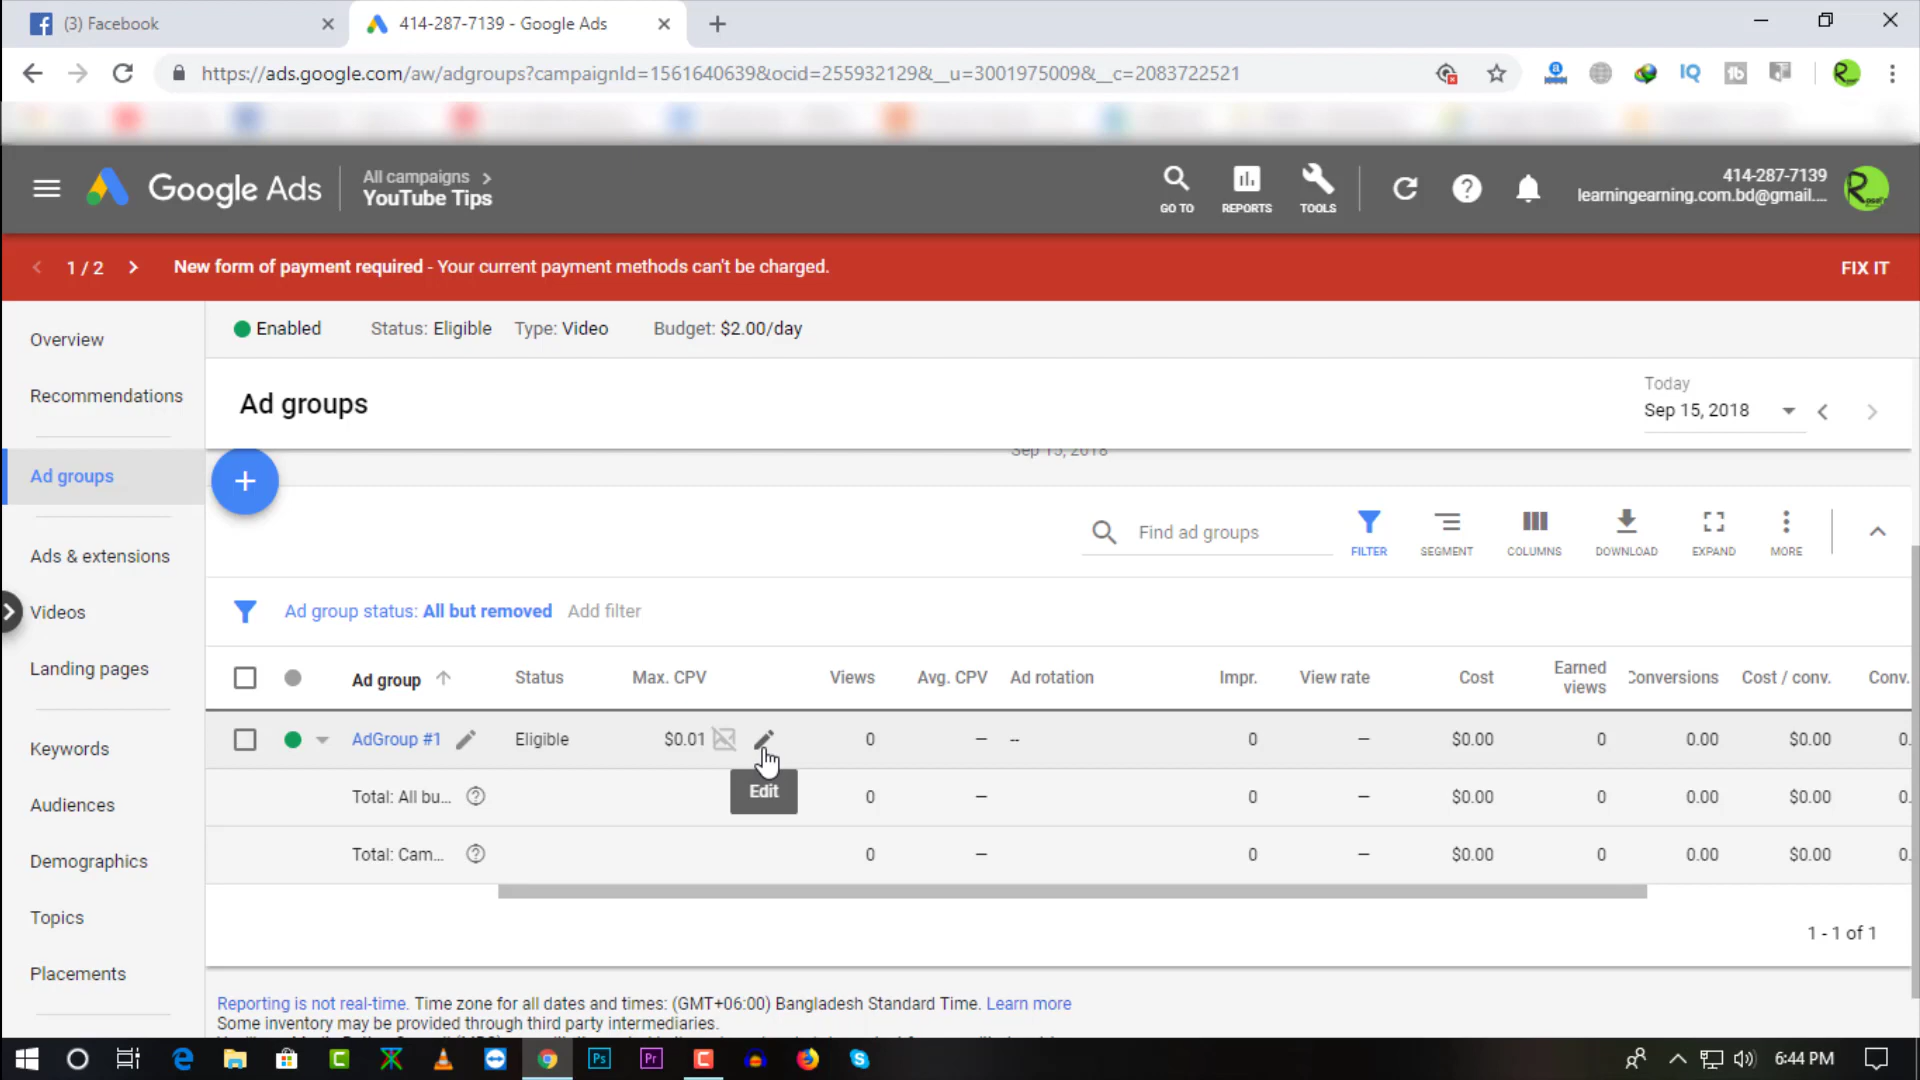 (3) Facebook
414-287-7139 - Google Ads
https://ads.google.com/aw/adgroups?campaignId=1561640639&ocid=255932129&__u=3001975009&__c=2083722521
Google Ads
All campaigns
YouTube Tips
GO TO
REPORTS
TOOLS
414-287-7139
learningearning.com.bd@gmail....
1 / 2
New form of payment required - Your current payment methods can't be charged.
FIX IT
Overview
Recommendations
Ad groups
Ads & extensions
Videos
Landing pages
Keywords
Audiences
Demographics
Topics
Placements
Enabled Status: Eligible Type: Video Budget: $2.00/day
Ad groups
Today
Sep 15, 2018
Sep 15, 2018
Find ad groups
FILTER
SEGMENT
COLUMNS
DOWNLOAD
EXPAND
MORE
Ad group status: All but removed Add filter
Ad group Status Max. CPV Views Avg. CPV Ad rotation Impr. View rate Cost Earned views Conversions Cost / conv. Conv.
AdGroup #1 Eligible $0.01 0 – -- 0 – $0.00 0 0.00 $0.00 0.
Edit
Total: All bu... 0 – 0 – $0.00 0 0.00 $0.00 0.
Total: Cam... 0 – 0 – $0.00 0 0.00 $0.00 0.
1 - 1 of 1
Reporting is not real-time. Time zone for all dates and times: (GMT+06:00) Bangladesh Standard Time. Learn more
Some inventory may be provided through third party intermediaries.
6:44 PM